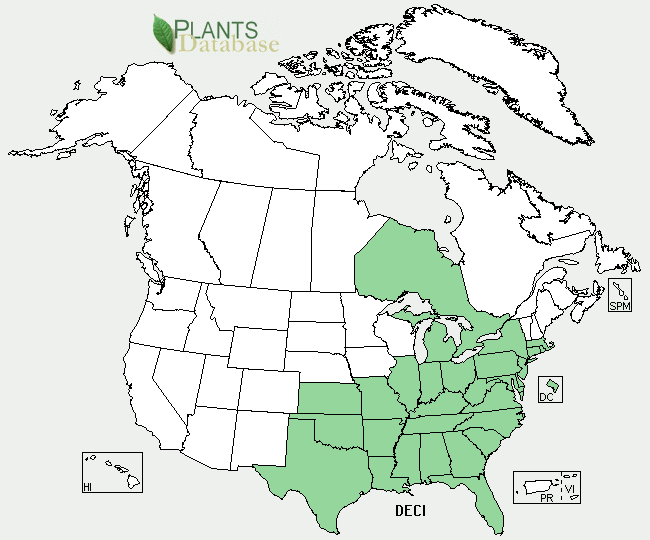 PLANTS
Database
SPM
DC
HI
PR
VI
DECI